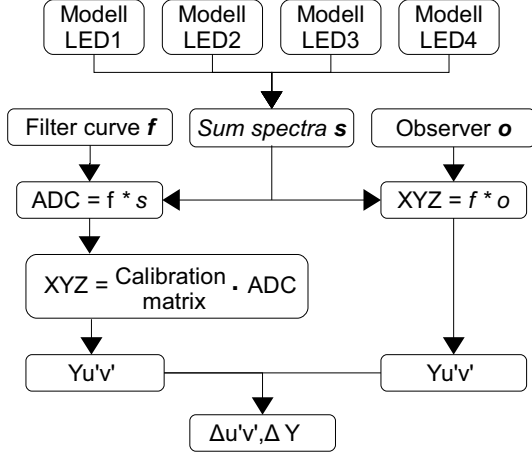 Modell
LED1
Modell
LED2
Modell
LED3
Modell
LED4
Filter curve f
Sum spectra s
Observer o
ADC = f * s
XYZ = f * o
XYZ = Calibration matrix · ADC
Yu'v'
Yu'v'
Δu'v',Δ Y